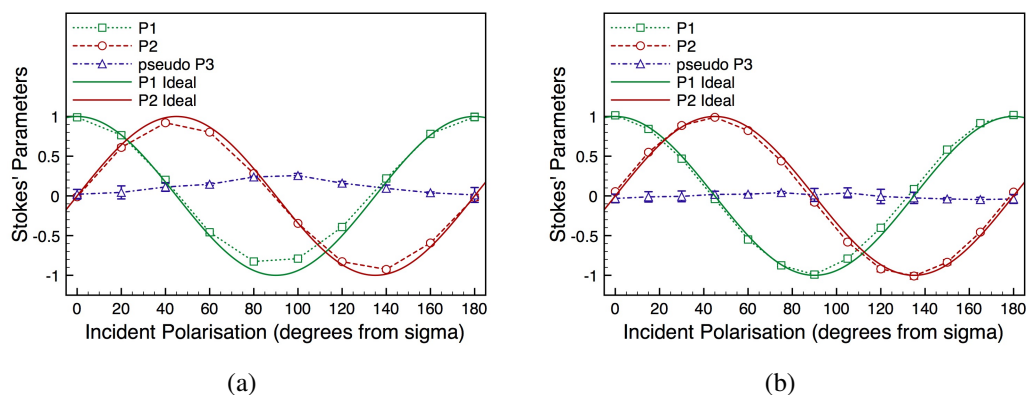 P1
P2
pseudo P3
P1 Ideal
P2 Ideal
Stokes' Parameters
1
0.5
0
-0.5
-1
0 20 40 60 80 100 120 140 160 180
Incident Polarisation (degrees from sigma)
(a)
P1
P2
pseudo P3
P1 Ideal
P2 Ideal
Stokes' Parameters
1
0.5
0
-0.5
-1
0 20 40 60 80 100 120 140 160 180
Incident Polarisation (degrees from sigma)
(b)